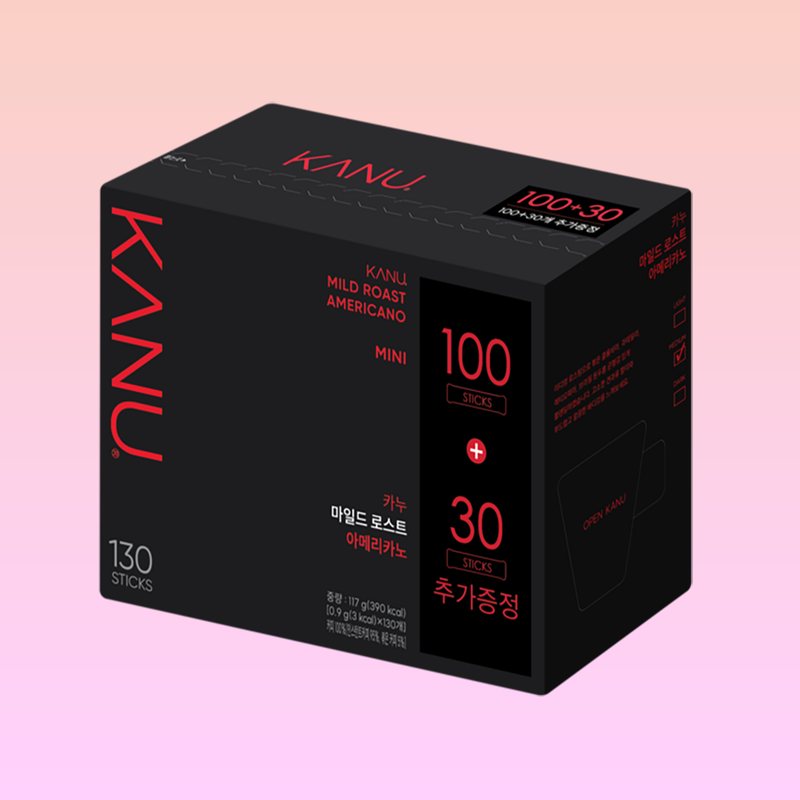 KANU
100+30
100+30개 추가증정
KANU
KANU
MILD ROAST
AMERICANO
MINI
100
STICKS
+
30
STICKS
추가증정
카누
마일드 로스트
아메리카노
중량 : 117 g(390 kcal)
[0.9 g(3 kcal)×130개]
130
STICKS
카누
마일드 로스트
아메리카노
LIGHT
MEDIUM
DARK
OPEN KANU